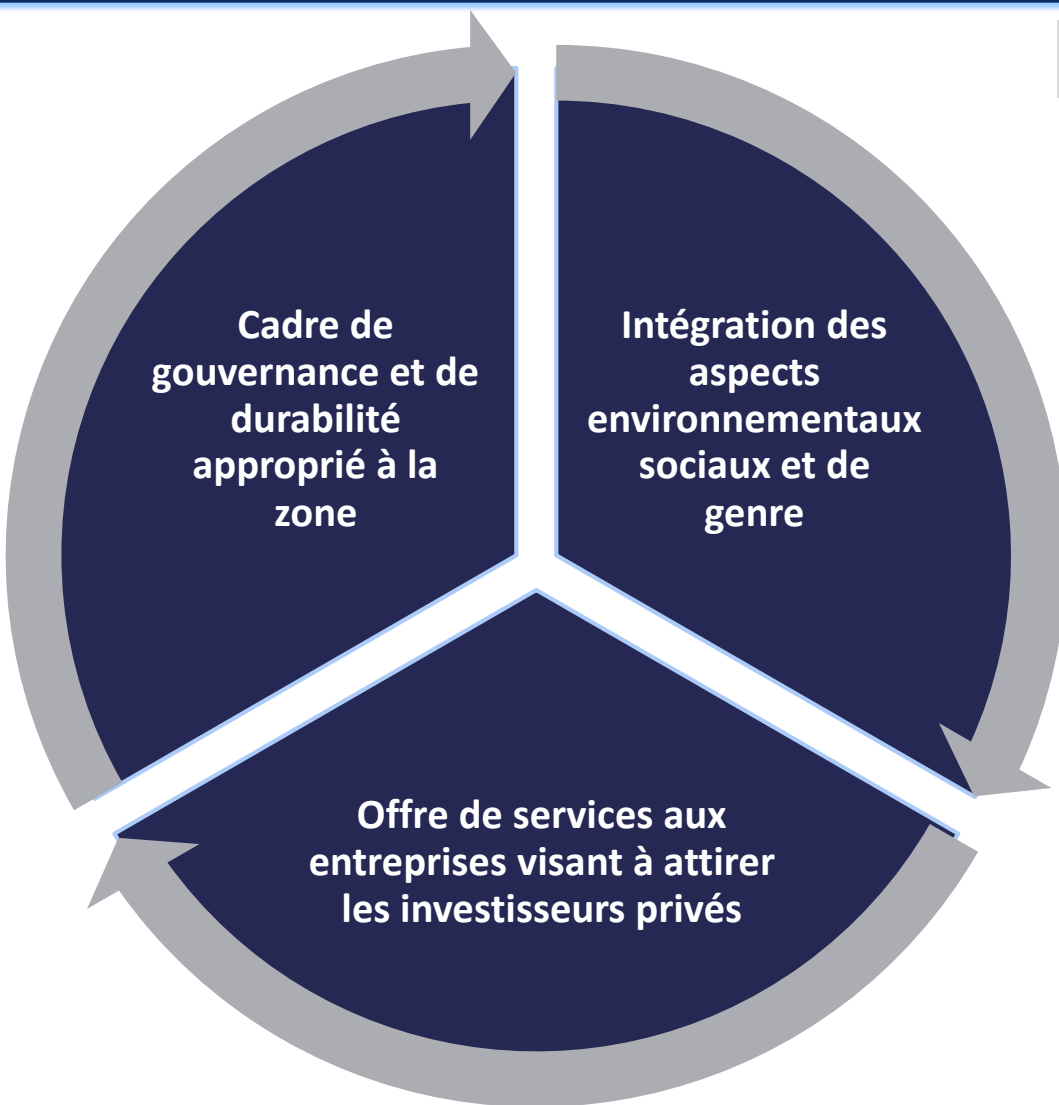 Cadre de
gouvernance et de
durabilité
approprié à la
zone
Intégration des
aspects
environnementaux
sociaux et de
genre
Offre de services aux
entreprises visant à attirer
les investisseurs privés